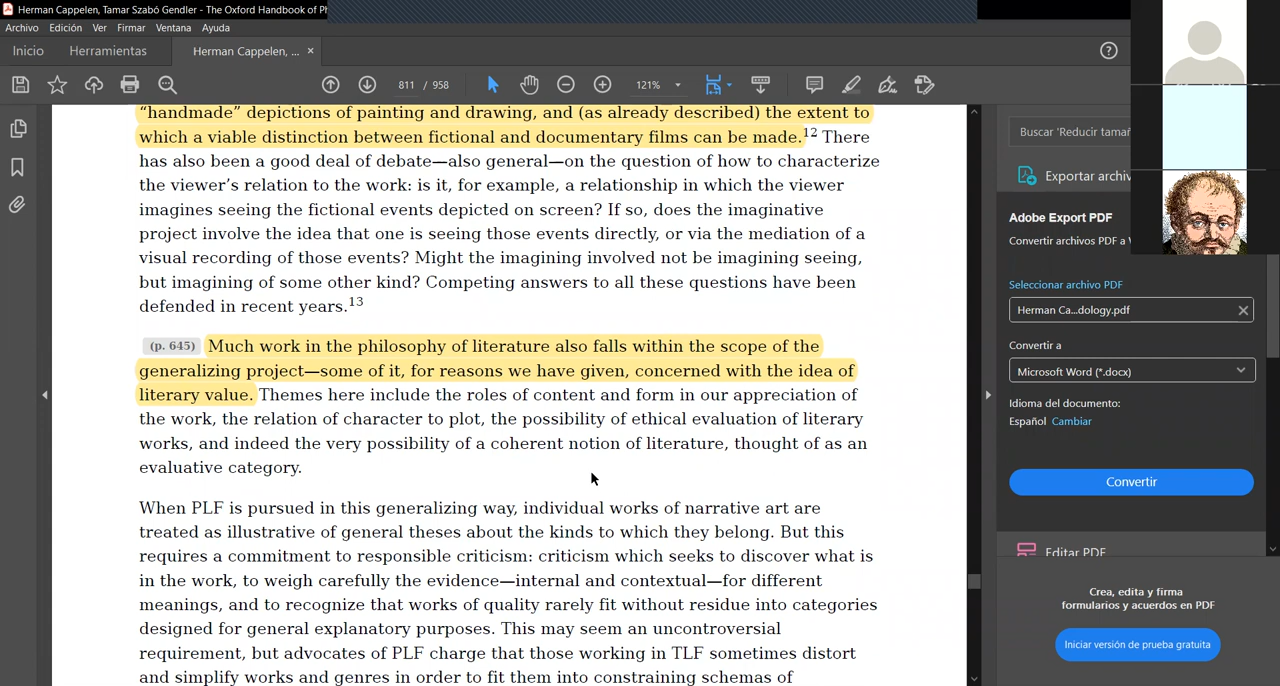 Herman Cappelen, Tamar Szabó Gendler - The Oxford Handbook of Ph
Archivo Edición Ver Firmar Ventana Ayuda
Inicio Herramientas Herman Cappelen, ... ×
811 / 958 121%
“handmade” depictions of painting and drawing, and (as already described) the extent to
which a viable distinction between fictional and documentary films can be made.12 There
has also been a good deal of debate—also general—on the question of how to characterize
the viewer’s relation to the work: is it, for example, a relationship in which the viewer
imagines seeing the fictional events depicted on screen? If so, does the imaginative
project involve the idea that one is seeing those events directly, or via the mediation of a
visual recording of those events? Might the imagining involved not be imagining seeing,
but imagining of some other kind? Competing answers to all these questions have been
defended in recent years.13
(p. 645) Much work in the philosophy of literature also falls within the scope of the
generalizing project—some of it, for reasons we have given, concerned with the idea of
literary value. Themes here include the roles of content and form in our appreciation of
the work, the relation of character to plot, the possibility of ethical evaluation of literary
works, and indeed the very possibility of a coherent notion of literature, thought of as an
evaluative category.
When PLF is pursued in this generalizing way, individual works of narrative art are
treated as illustrative of general theses about the kinds to which they belong. But this
requires a commitment to responsible criticism: criticism which seeks to discover what is
in the work, to weigh carefully the evidence—internal and contextual—for different
meanings, and to recognize that works of quality rarely fit without residue into categories
designed for general explanatory purposes. This may seem an uncontroversial
requirement, but advocates of PLF charge that those working in TLF sometimes distort
and simplify works and genres in order to fit them into constraining schemas of
Buscar 'Reducir tamañ
Exportar archiv
Adobe Export PDF
Convertir archivos PDF a
Seleccionar archivo PDF
Herman Ca...dology.pdf
Convertir a
Microsoft Word (*.docx)
Idioma del documento:
Español Cambiar
Convertir
Editar PDF
Crea, edita y firma
formularios y acuerdos en PDF
Iniciar versión de prueba gratuita